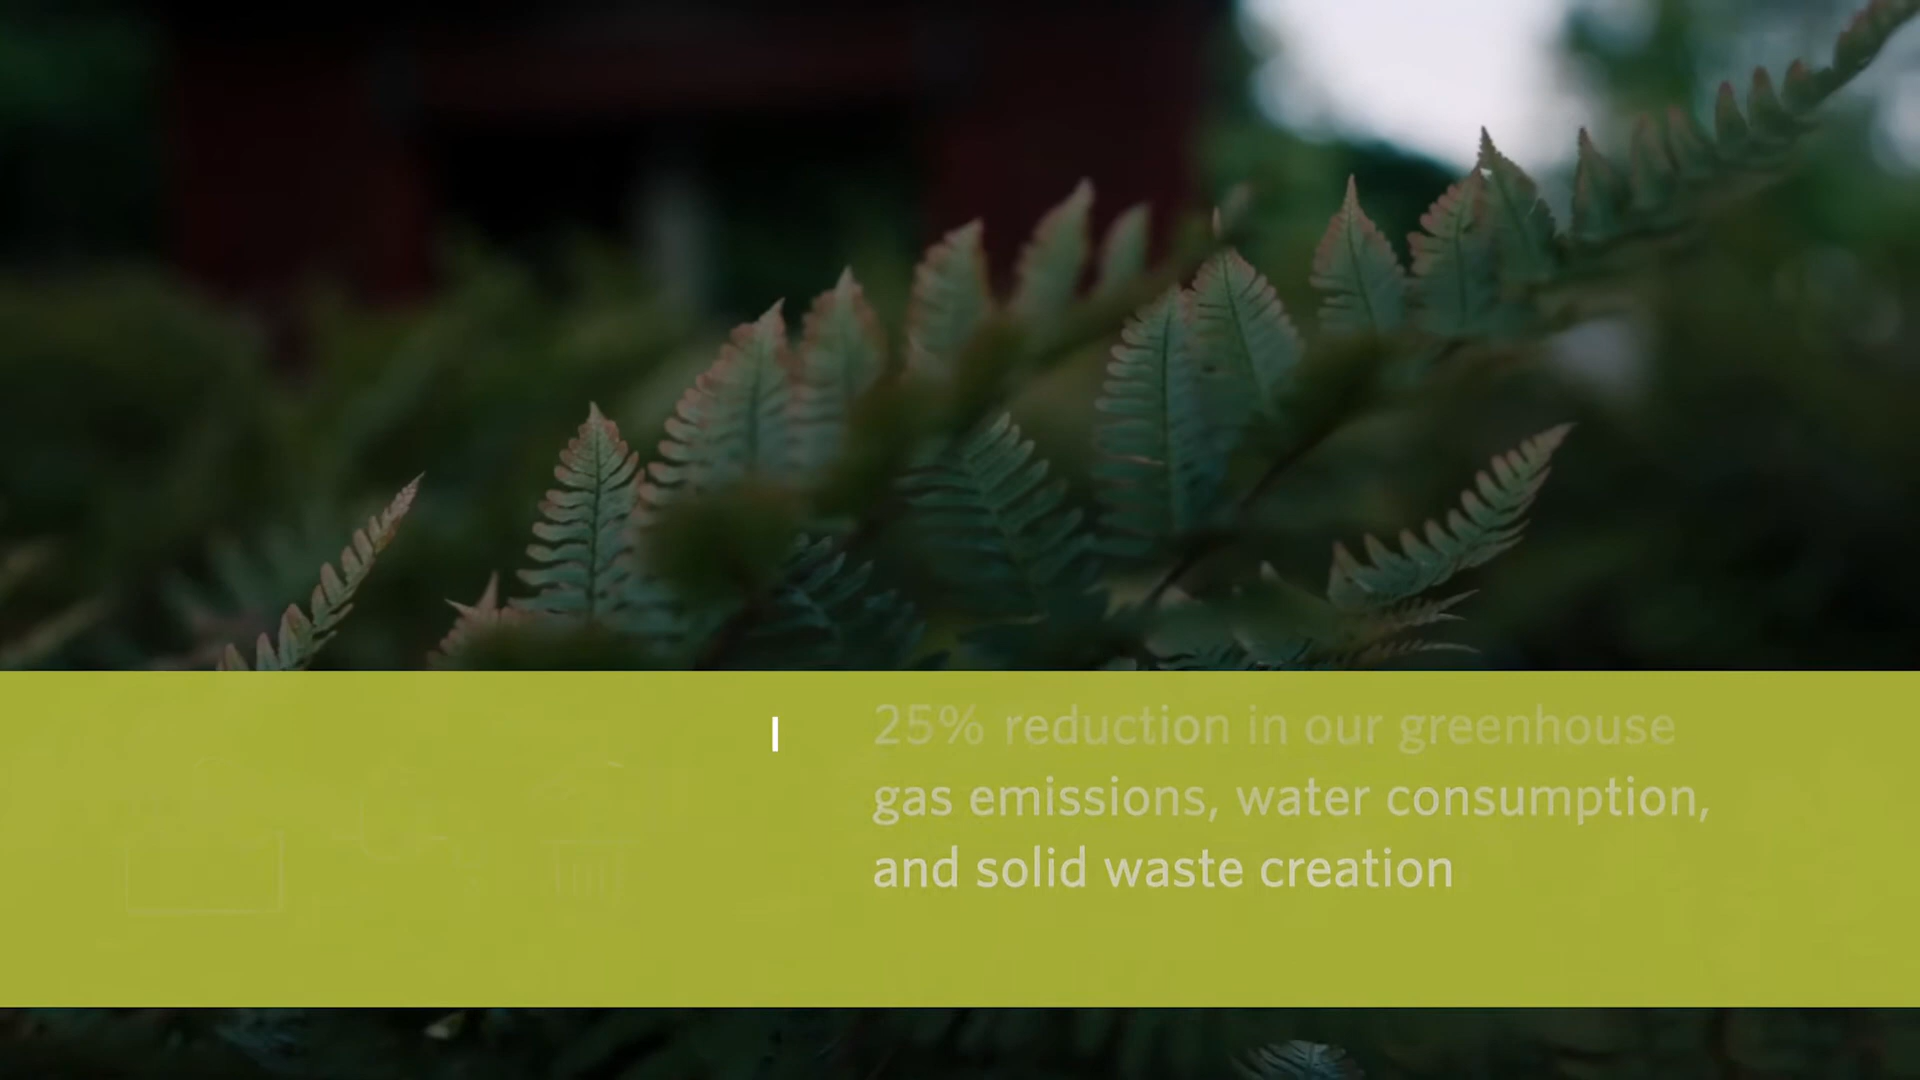 25% reduction in our greenhouse
gas emissions, water consumption,
and solid waste creation